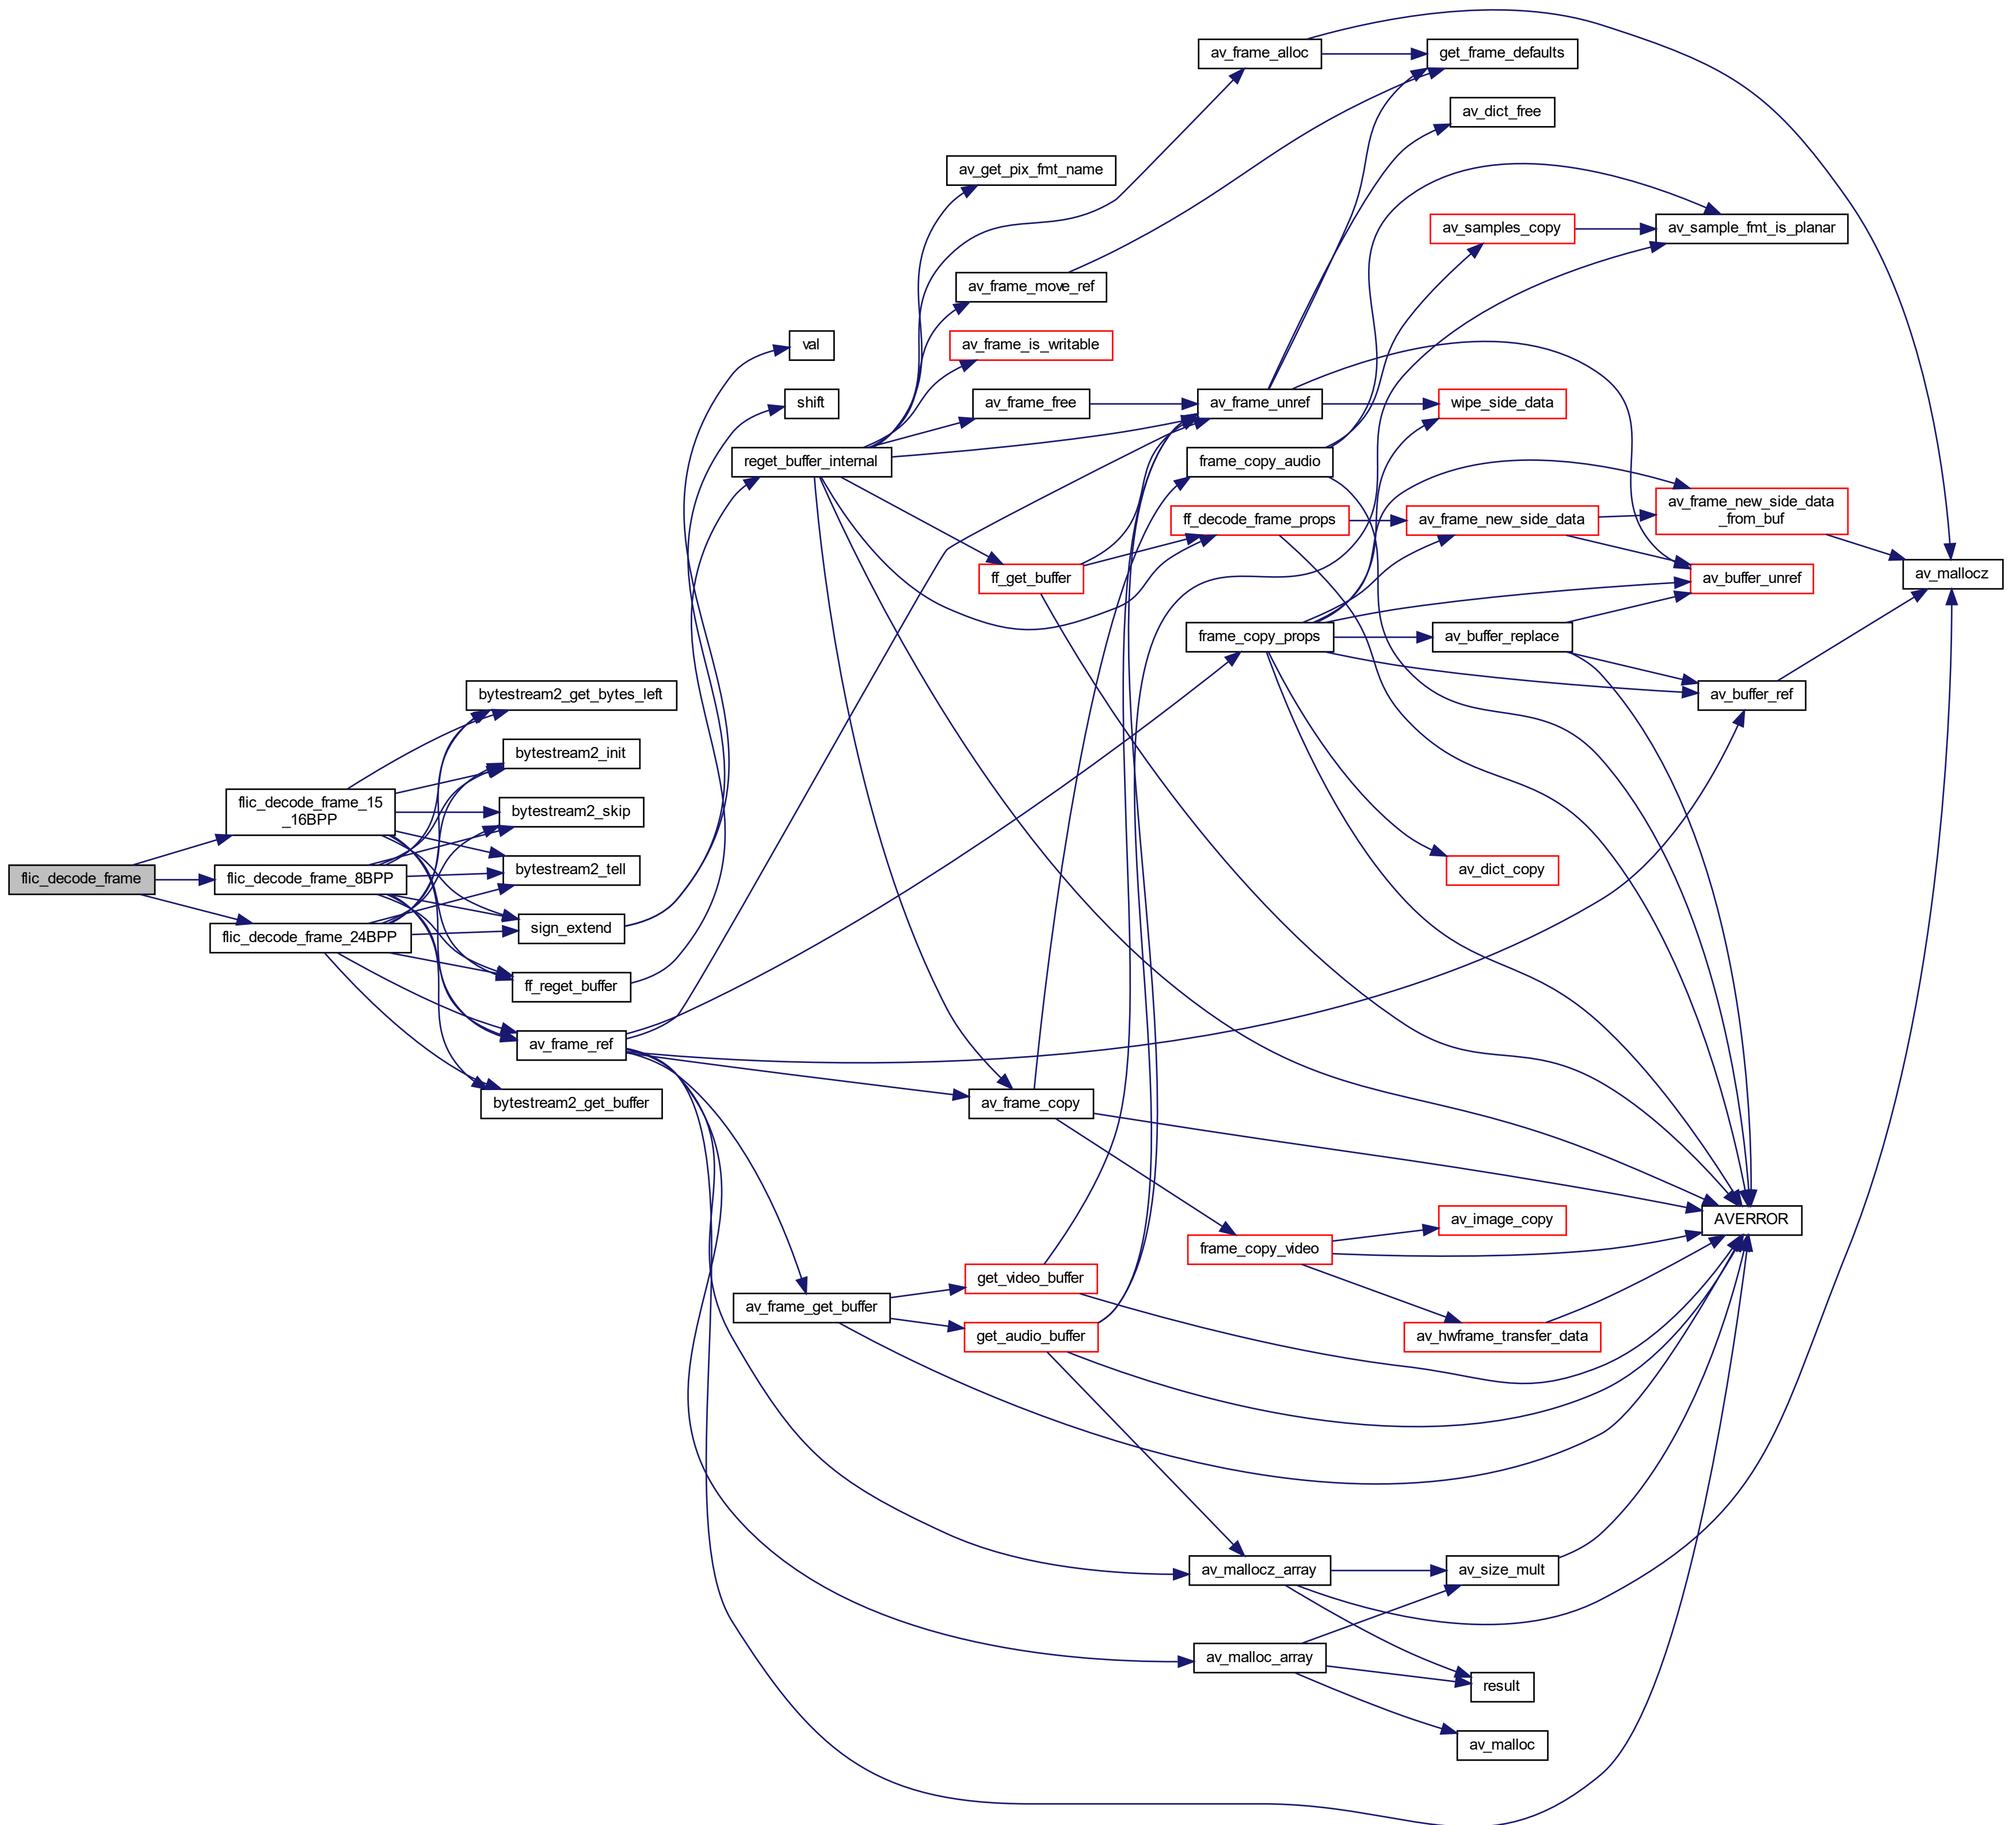 av_frame_alloc
get_frame_defaults
av_dict_free
av_get_pix_fmt_name
av_samples_copy
av_sample_fmt_is_planar
av_frame_move_ref
val
av_frame_is_writable
shift
av_frame_free
av_frame_unref
wipe_side_data
reget_buffer_internal
frame_copy_audio
ff_decode_frame_props
av_frame_new_side_data
av_frame_new_side_data
_from_buf
ff_get_buffer
av_buffer_unref
av_mallocz
frame_copy_props
av_buffer_replace
bytestream2_get_bytes_left
av_buffer_ref
bytestream2_init
flic_decode_frame_15
_16BPP
bytestream2_skip
bytestream2_tell
flic_decode_frame
flic_decode_frame_8BPP
av_dict_copy
flic_decode_frame_24BPP
sign_extend
ff_reget_buffer
av_frame_ref
bytestream2_get_buffer
av_frame_copy
AVERROR
av_image_copy
frame_copy_video
get_video_buffer
av_frame_get_buffer
get_audio_buffer
av_hwframe_transfer_data
av_mallocz_array
av_size_mult
av_malloc_array
result
av_malloc